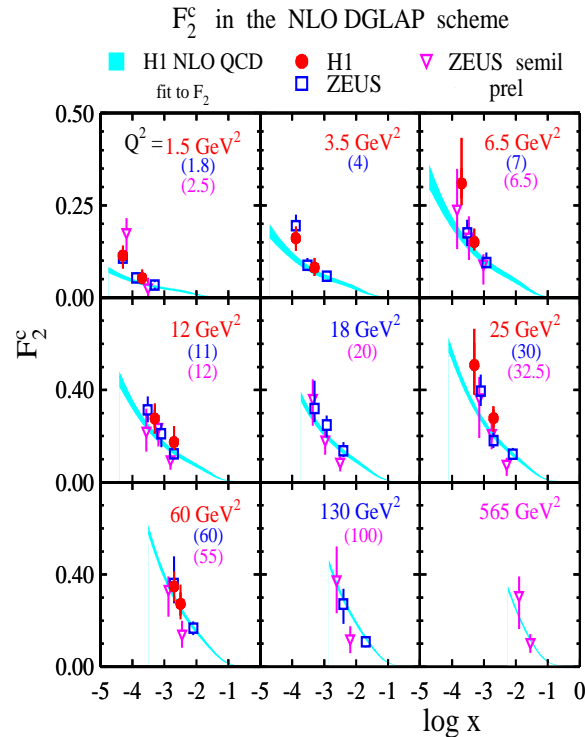 F₂ᶜ in the NLO DGLAP scheme
H1 NLO QCD
fit to F₂
H1
ZEUS
ZEUS semil
prel
0.50
0.25
0.00
Q² = 1.5 GeV²
(1.8)
(2.5)
3.5 GeV²
(4)
6.5 GeV²
(7)
(6.5)
F₂ᶜ
0.40
0.00
12 GeV²
(11)
(12)
18 GeV²
(20)
25 GeV²
(30)
(32.5)
0.40
0.00
60 GeV²
(60)
(55)
130 GeV²
(100)
565 GeV²
-5 -4 -3 -2 -1 -5 -4 -3 -2 -1 -5 -4 -3 -2 -1 0
log x